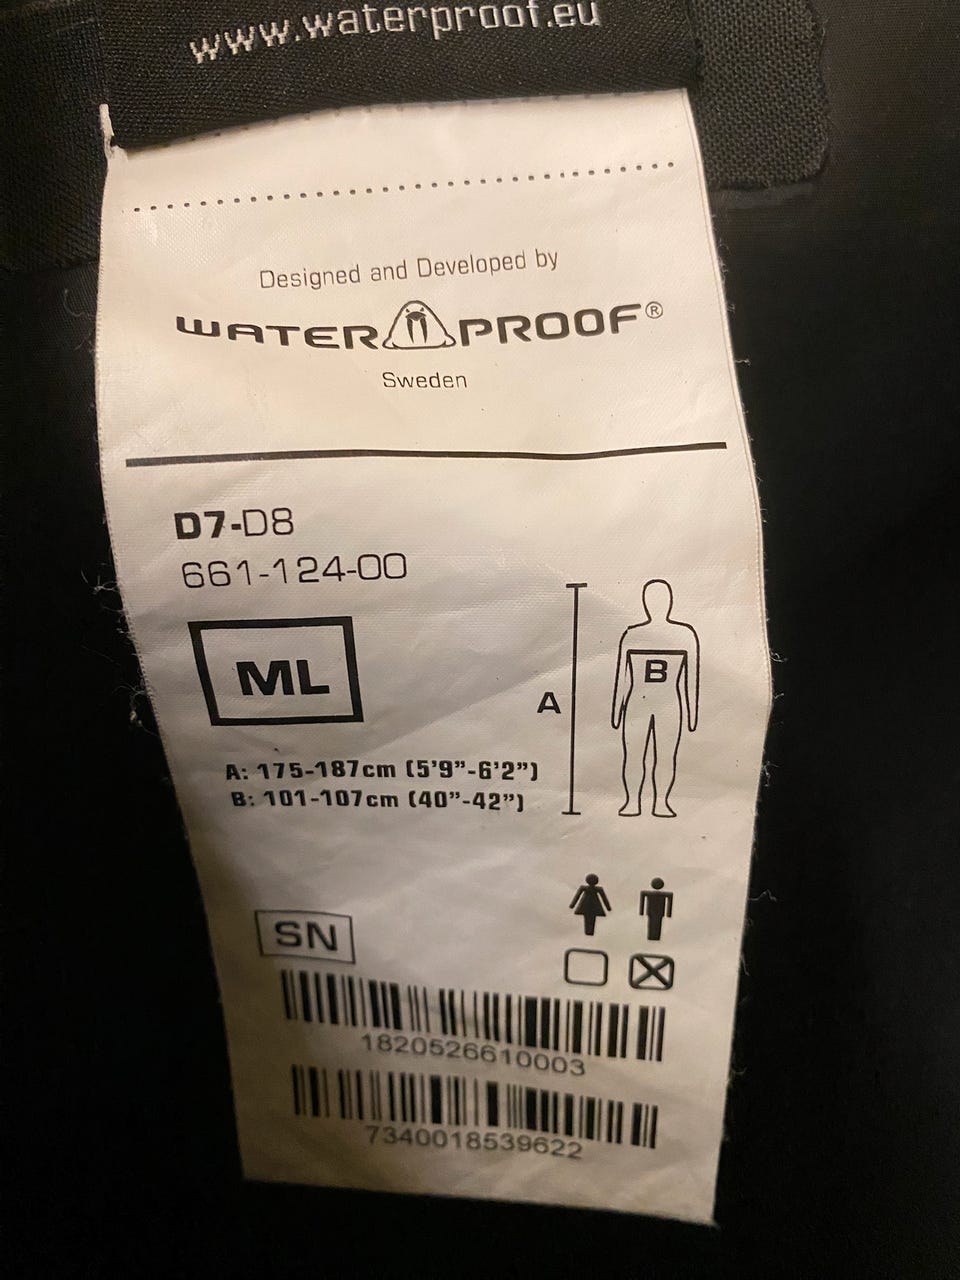 www.waterproof.eu
Designed and Developed by
WATERPROOF®
Sweden
D7-D8
661-124-00
ML
A
B
A: 175-187cm (5'9"-6'2")
B: 101-107cm (40"-42")
SN
1820526610003
7340018539622